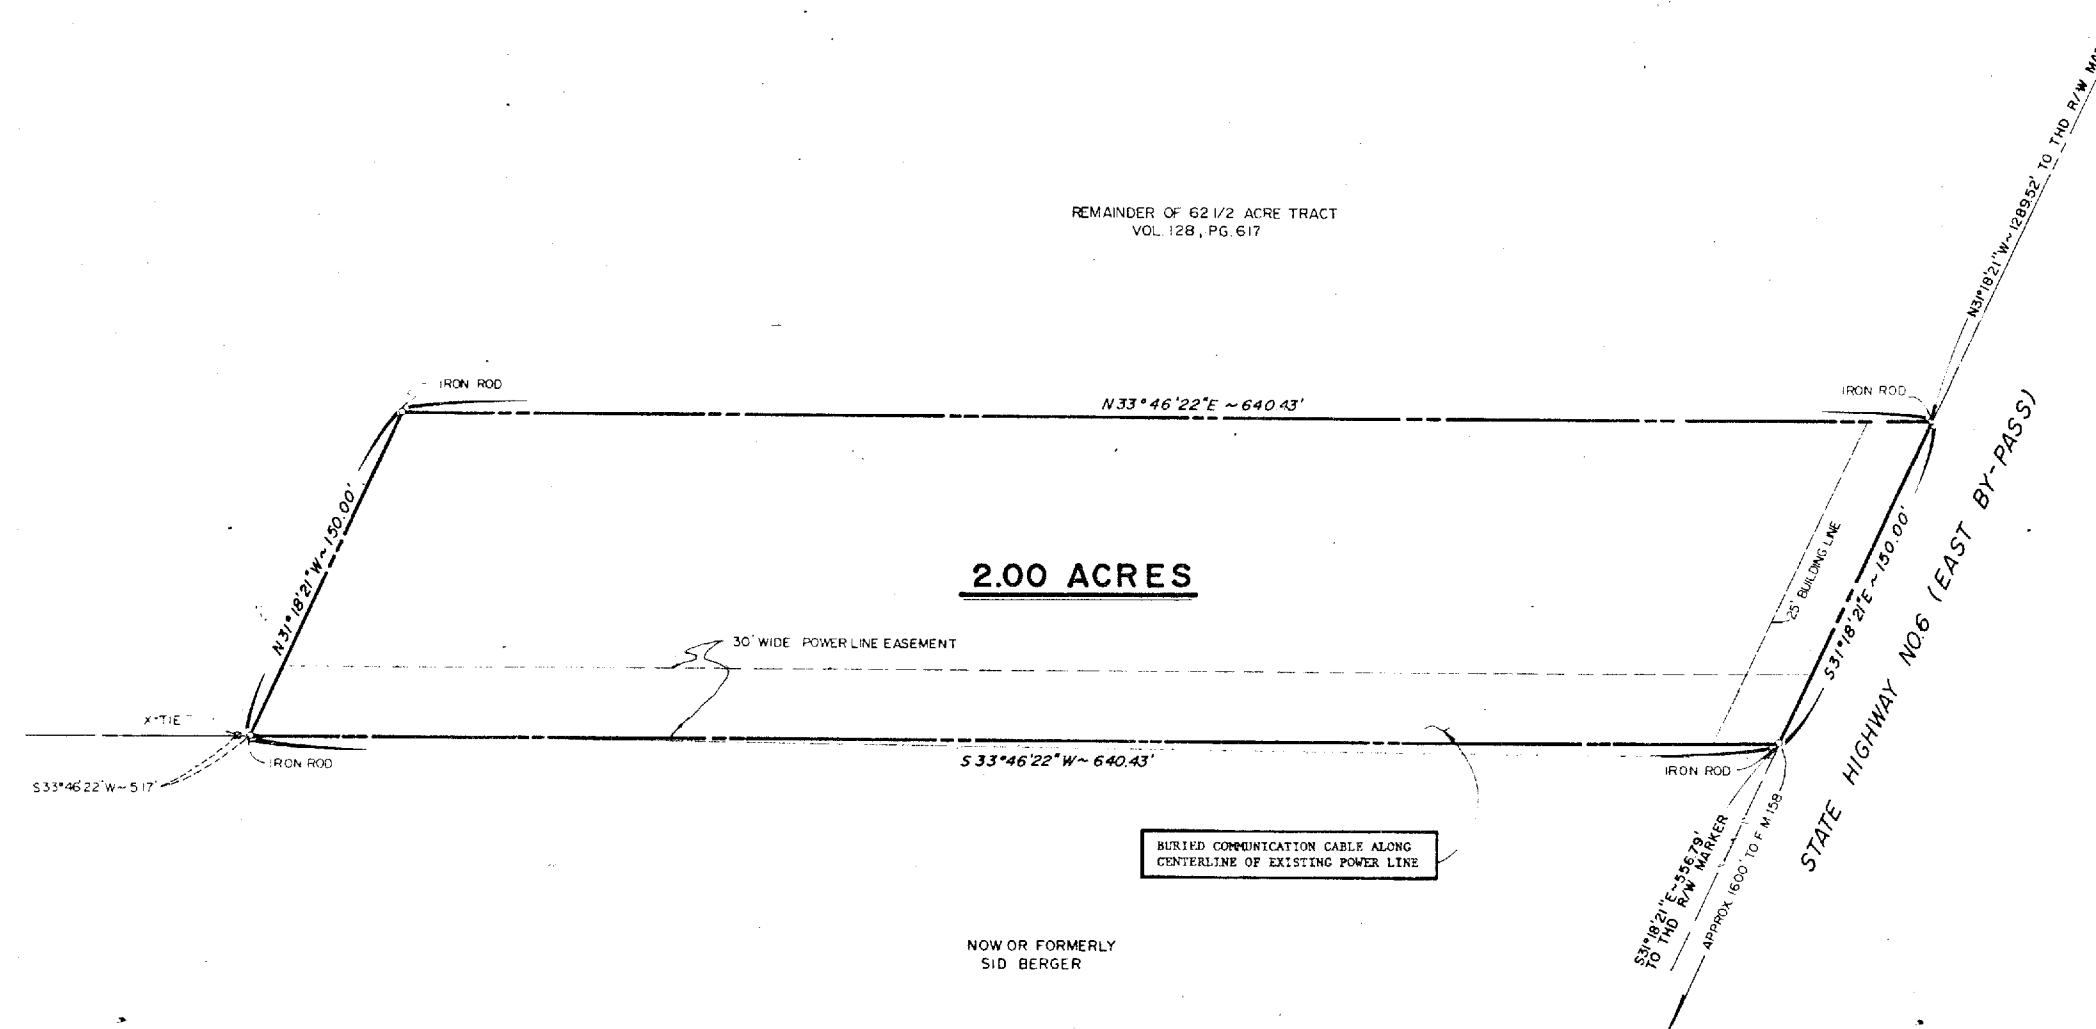 REMAINDER OF 62 1/2 ACRE TRACT
VOL. 128, PG. 617
N31°18'21"W~1289.52' TO THD R/W
IRON ROD
N33°46'22"E ~640.43'
IRON ROD
N31°18'21"W~150.00'
2.00 ACRES
25' BUILDING LINE
S31°18'21"E~150.00'
STATE HIGHWAY NO.6 (EAST BY-PASS)
30' WIDE POWER LINE EASEMENT
X-TIE
IRON ROD
S33°46'22"W~5.17'
S33°46'22"W~640.43'
IRON ROD
BURIED COMMUNICATION CABLE ALONG
CENTERLINE OF EXISTING POWER LINE
S31°18'21"E~556.79'
TO THD R/W MARKER
APPROX. 1600' TO F M 158
NOW OR FORMERLY
SID BERGER